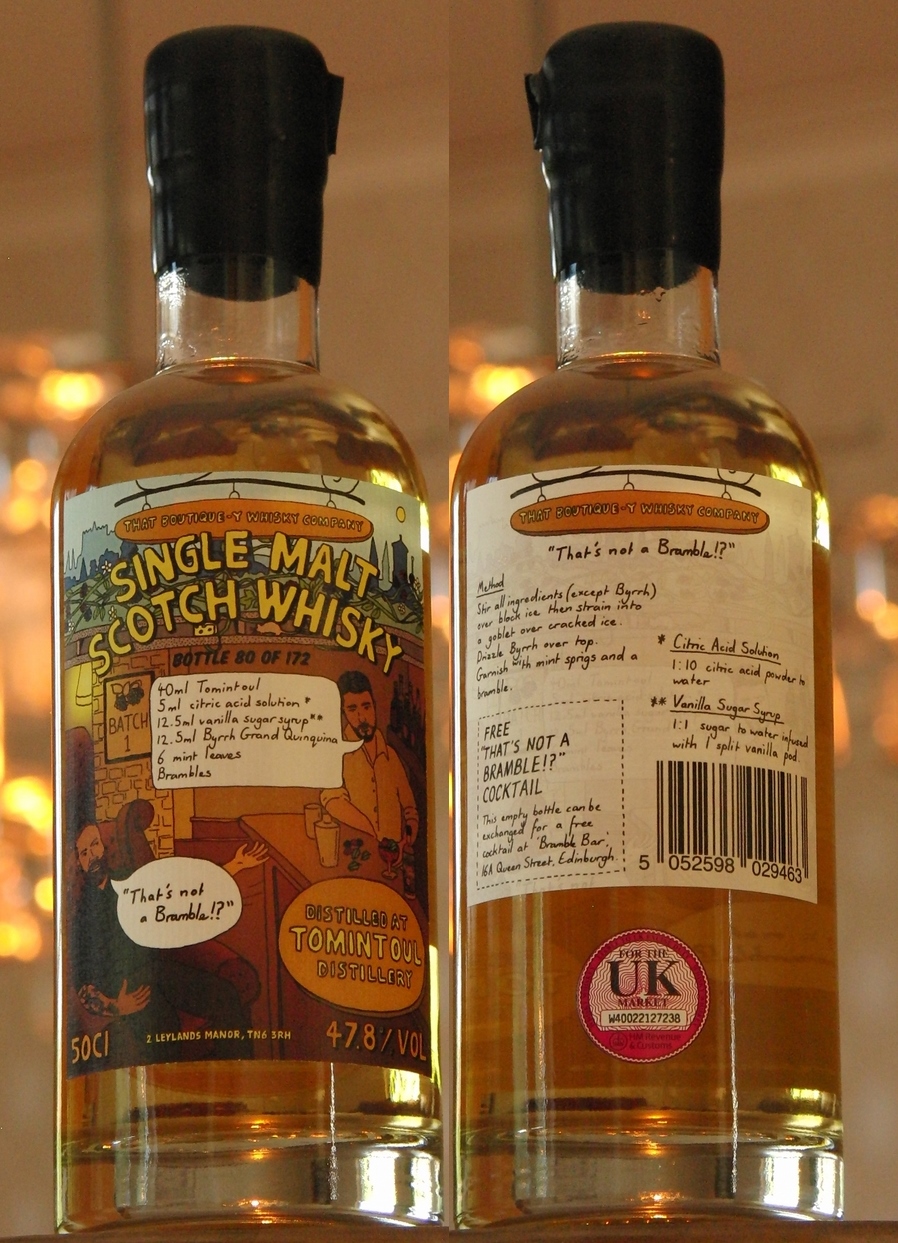 THAT BOUTIQUE-Y WHISKY COMPANY
SINGLE MALT
SCOTCH WHISKY
BOTTLE 80 OF 172
BATCH
1
40ml Tomintoul
5ml citric acid solution *
12.5ml vanilla sugar syrup**
12.5ml Byrrh Grand Quinquina
6 mint leaves
Brambles
"That's not
a Bramble!?"
DISTILLED AT
TOMINTOUL
DISTILLERY
50Cl
2 LEYLANDS MANOR, TN6 3RH
47.8%VOL
THAT BOUTIQUE-Y WHISKY COMPANY
"That's not a Bramble!?"
Method
Stir all ingredients (except Byrrh)
over block ice then strain into
a goblet over cracked ice.
Drizzle Byrrh over top.
Garnish with mint sprigs and a
bramble.
* Citric Acid Solution
1:10 citric acid powder to
water
** Vanilla Sugar Syrup
1:1 sugar to water infused
with 1 split vanilla pod.
FREE
"THAT'S NOT A
BRAMBLE!?"
COCKTAIL
This empty bottle can be
exchanged for a free
cocktail at 'Bramble Bar',
16A Queen Street, Edinburgh.
5 052598 029463
FOR THE
UK
MARKET
W40022127238
HM Revenue
& Customs